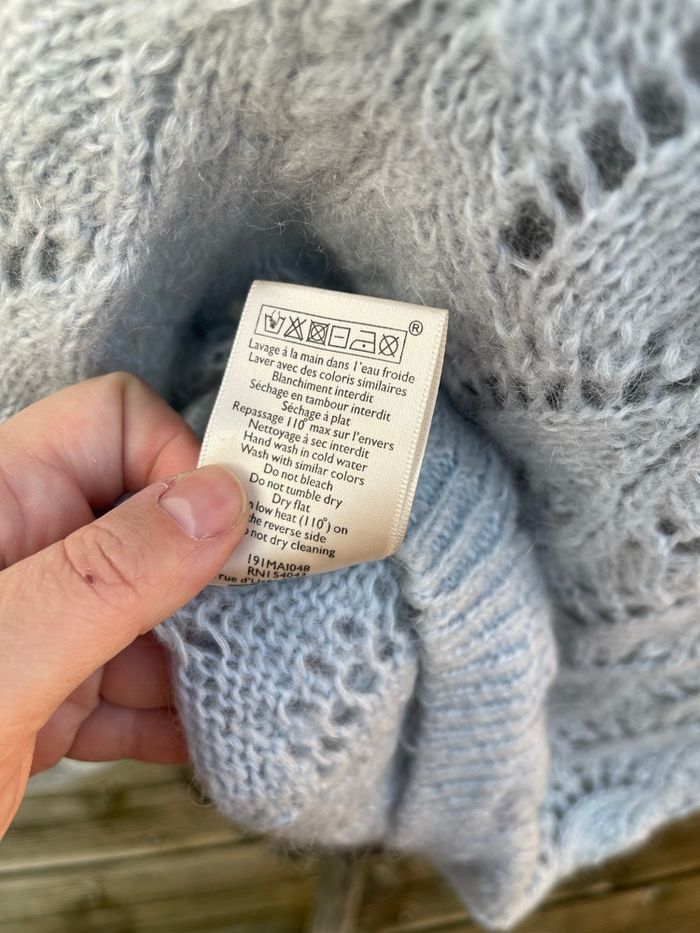 ®
Lavage à la main dans l'eau froide
Laver avec des coloris similaires
Blanchiment interdit
Séchage en tambour interdit
Séchage à plat
Repassage 110° max sur l'envers
Nettoyage à sec interdit
Hand wash in cold water
Wash with similar colors
Do not bleach
Do not tumble dry
Dry flat
low heat (110°) on
the reverse side
not dry cleaning
191MAI048
rue